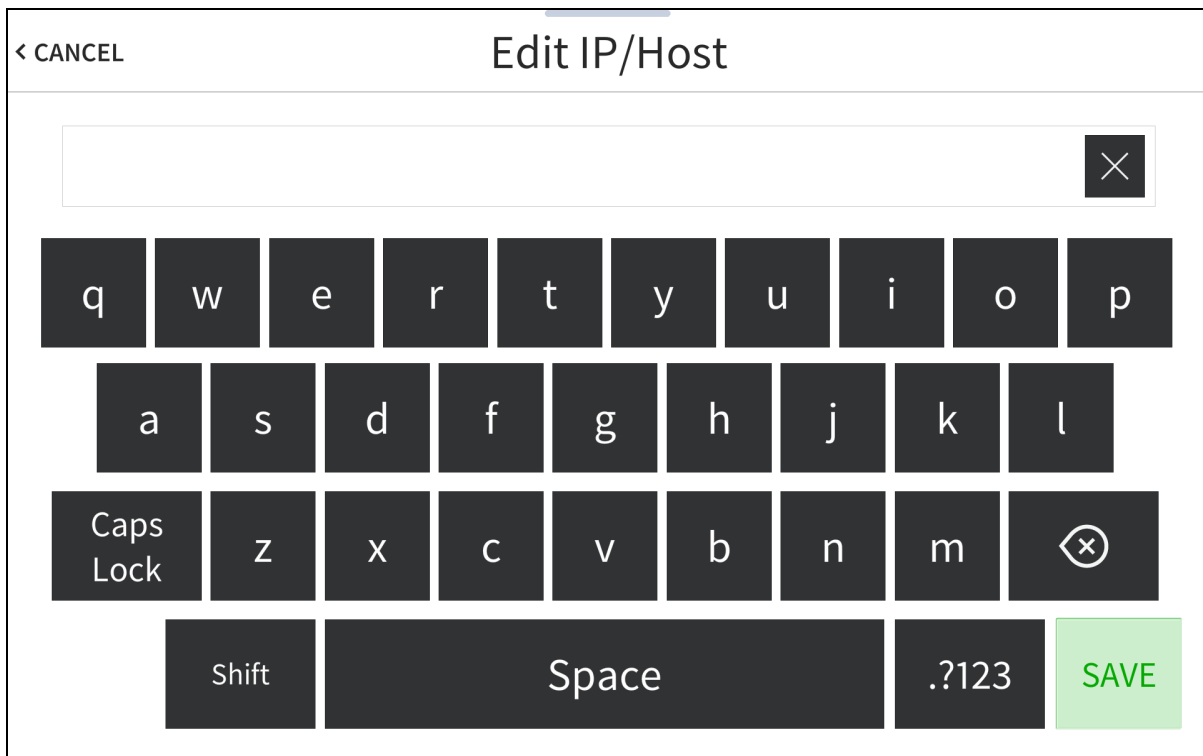 < CANCEL
Edit IP/Host
q w e r t y u i o p
a s d f g h j k l
Caps
Lock
z x c v b n m
Shift Space .?123 SAVE